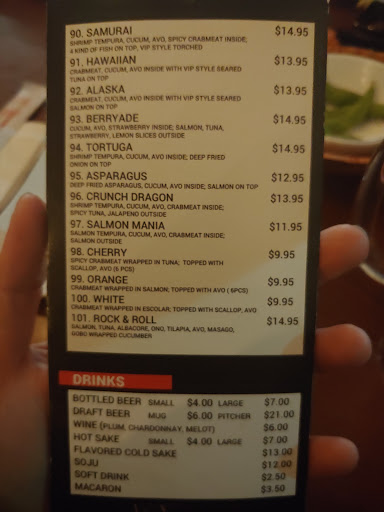 90. SAMURAI $14.95
SHRIMP TEMPURA, CUCUM, AVO, SPICY CRABMEAT INSIDE;
4 KIND OF FISH ON TOP, VIP STYLE TORCHED
91. HAWAIIAN $13.95
CRABMEAT, CUCUM, AVO INSIDE WITH VIP STYLE SEARED
TUNA ON TOP
92. ALASKA $13.95
CRABMEAT, CUCUM, AVO INSIDE WITH VIP STYLE SEARED
SALMON ON TOP
93. BERRYADE $14.95
CUCUM, AVO, STRAWBERRY INSIDE; SALMON, TUNA,
STRAWBERRY, LEMON SLICES OUTSIDE
94. TORTUGA $14.95
SHRIMP TEMPURA, CUCUM, AVO INSIDE; DEEP FRIED
ONION ON TOP
95. ASPARAGUS $12.95
DEEP FRIED ASPARAGUS, CUCUM, AVO INSIDE; SALMON ON TOP
96. CRUNCH DRAGON $13.95
SHRIMP TEMPURA, CUCUM, AVO, CRABMEAT INSIDE;
SPICY TUNA, JALAPENO OUTSIDE
97. SALMON MANIA $11.95
SALMON TEMPURA, CUCUM, AVO, CRABMEAT INSIDE;
SALMON OUTSIDE
98. CHERRY $9.95
SPICY CRABMEAT WRAPPED IN TUNA; TOPPED WITH
SCALLOP, AVO (6 PCS)
99. ORANGE $9.95
CRABMEAT WRAPPED IN SALMON; TOPPED WITH AVO ( 6PCS)
100. WHITE $9.95
CRABMEAT WRAPPED IN ESCOLAR; TOPPED WITH SCALLOP, AVO
101. ROCK & ROLL $14.95
SALMON, TUNA, ALBACORE, ONO, TILAPIA, AVO, MASAGO,
GOBO WRAPPED CUCUMBER
DRINKS
BOTTLED BEER SMALL $4.00 LARGE $7.00
DRAFT BEER MUG $6.00 PITCHER $21.00
WINE (PLUM, CHARDONNAY, MELOT) $6.00
HOT SAKE SMALL $4.00 LARGE $7.00
FLAVORED COLD SAKE $13.00
SOJU $12.00
SOFT DRINK $2.50
MACARON $3.50